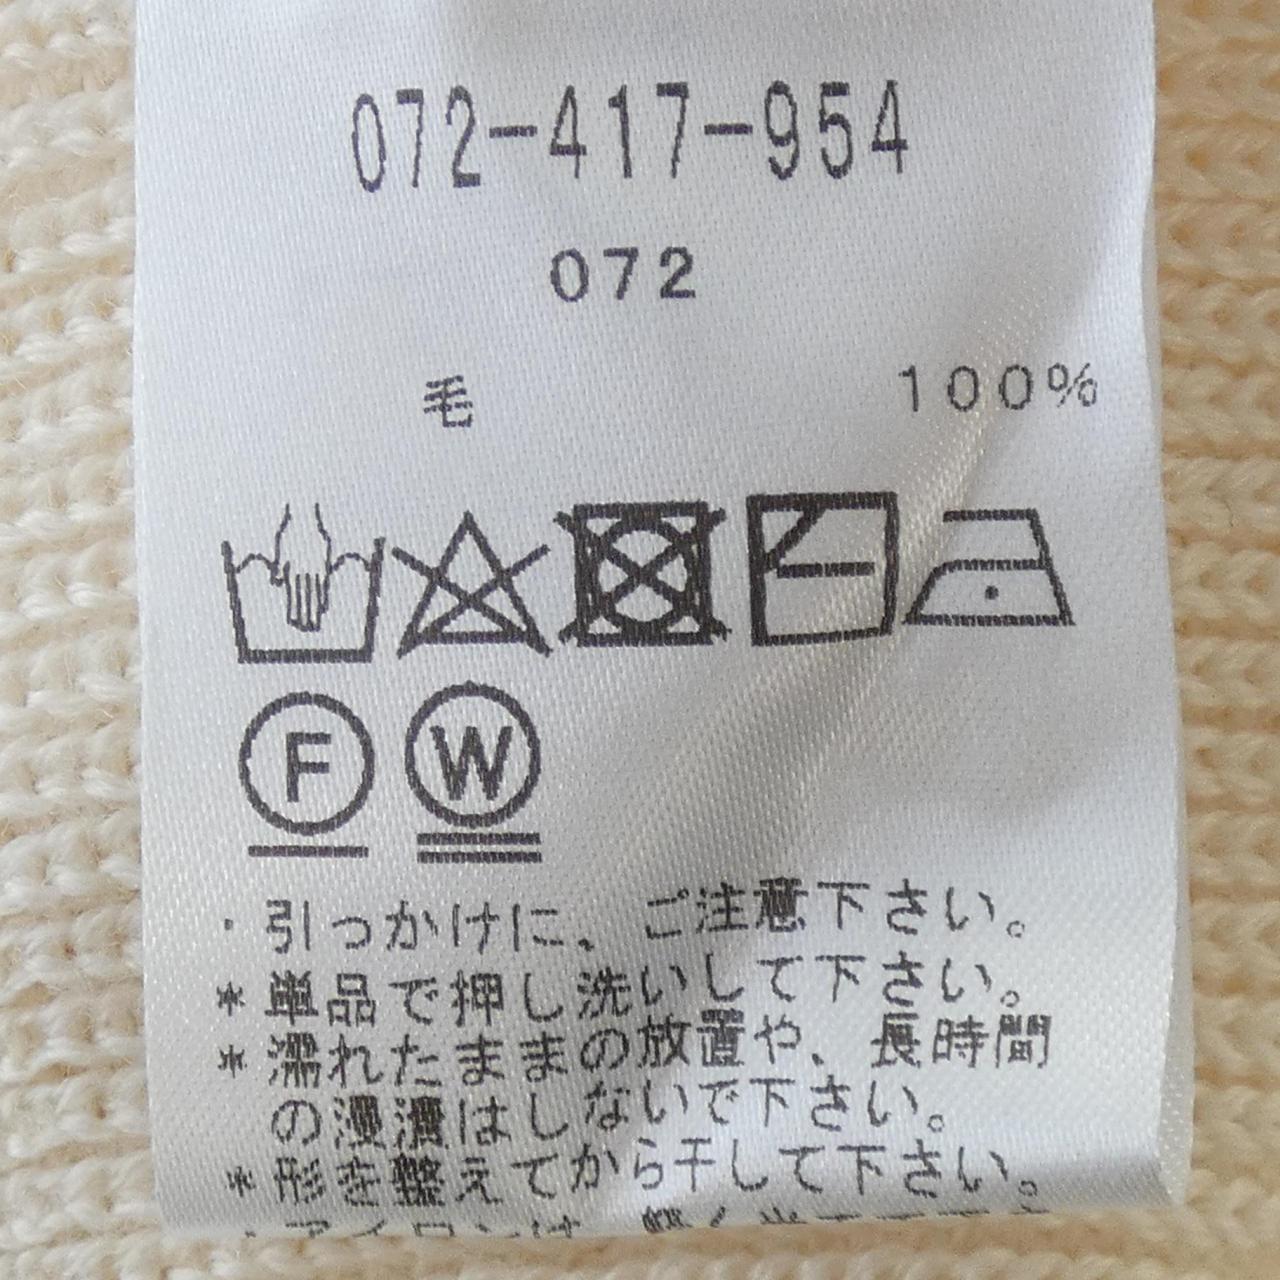 072-417-954
072
毛 100%
F W
・引っかけに、ご注意下さい。
*単品で押し洗いして下さい。
*濡れたままの放置や、長時間
の浸漬はしないで下さい。
*形を整えてから干して下さい。